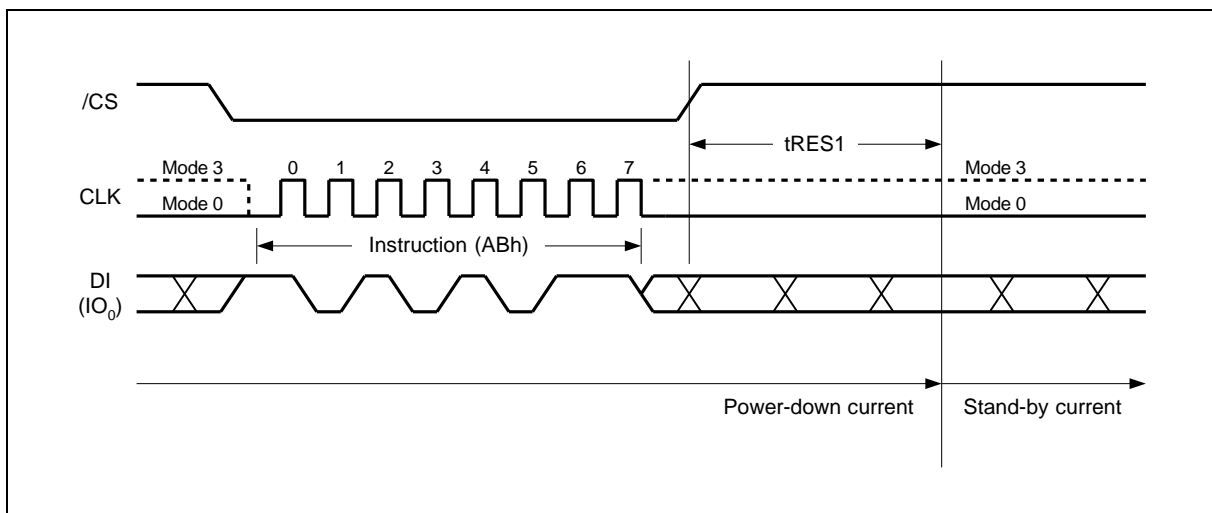 /CS
tRES1
Mode 3 0 1 2 3 4 5 6 7 Mode 3
CLK
Mode 0 Mode 0
Instruction (ABh)
DI
(IO0)
Power-down current Stand-by current